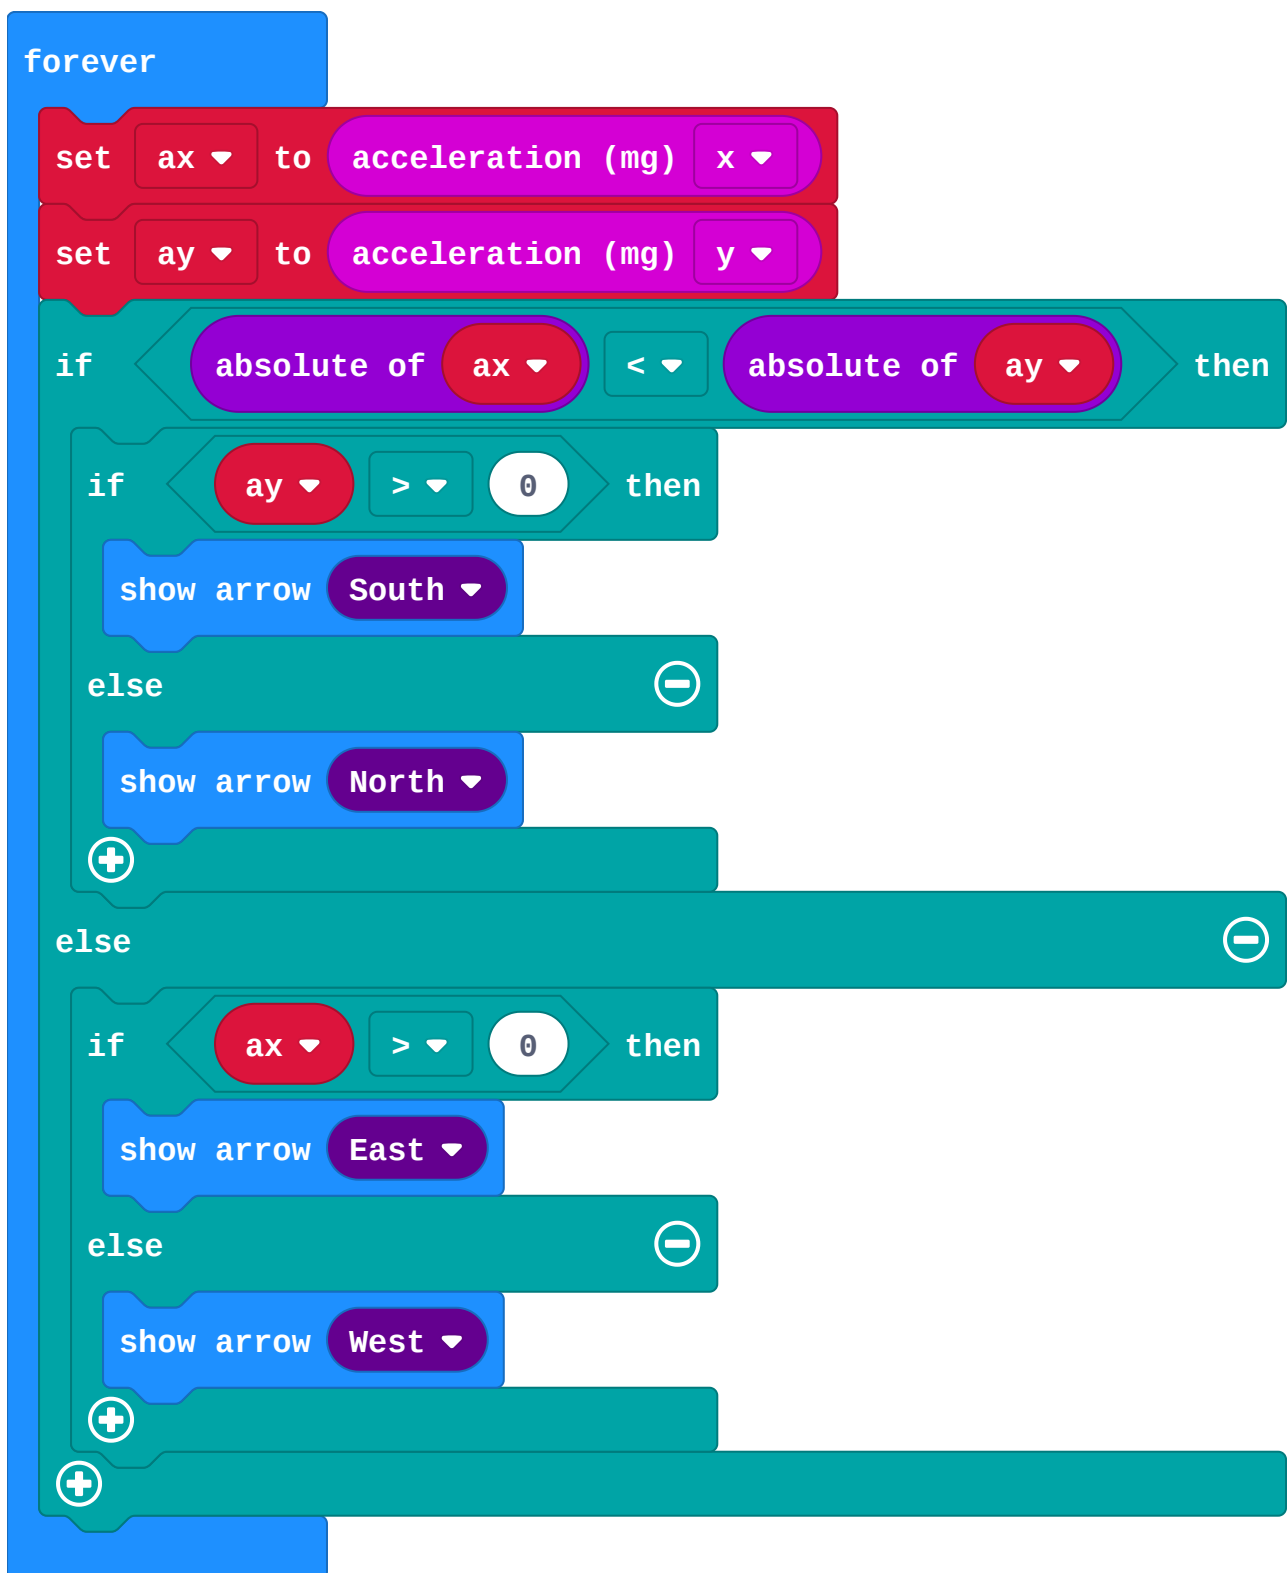 forever
set ax to acceleration (mg) x
set ay to acceleration (mg) y
if absolute of ax < absolute of ay then
if ay > 0 then
show arrow South
else
show arrow North
else
if ax > 0 then
show arrow East
else
show arrow West